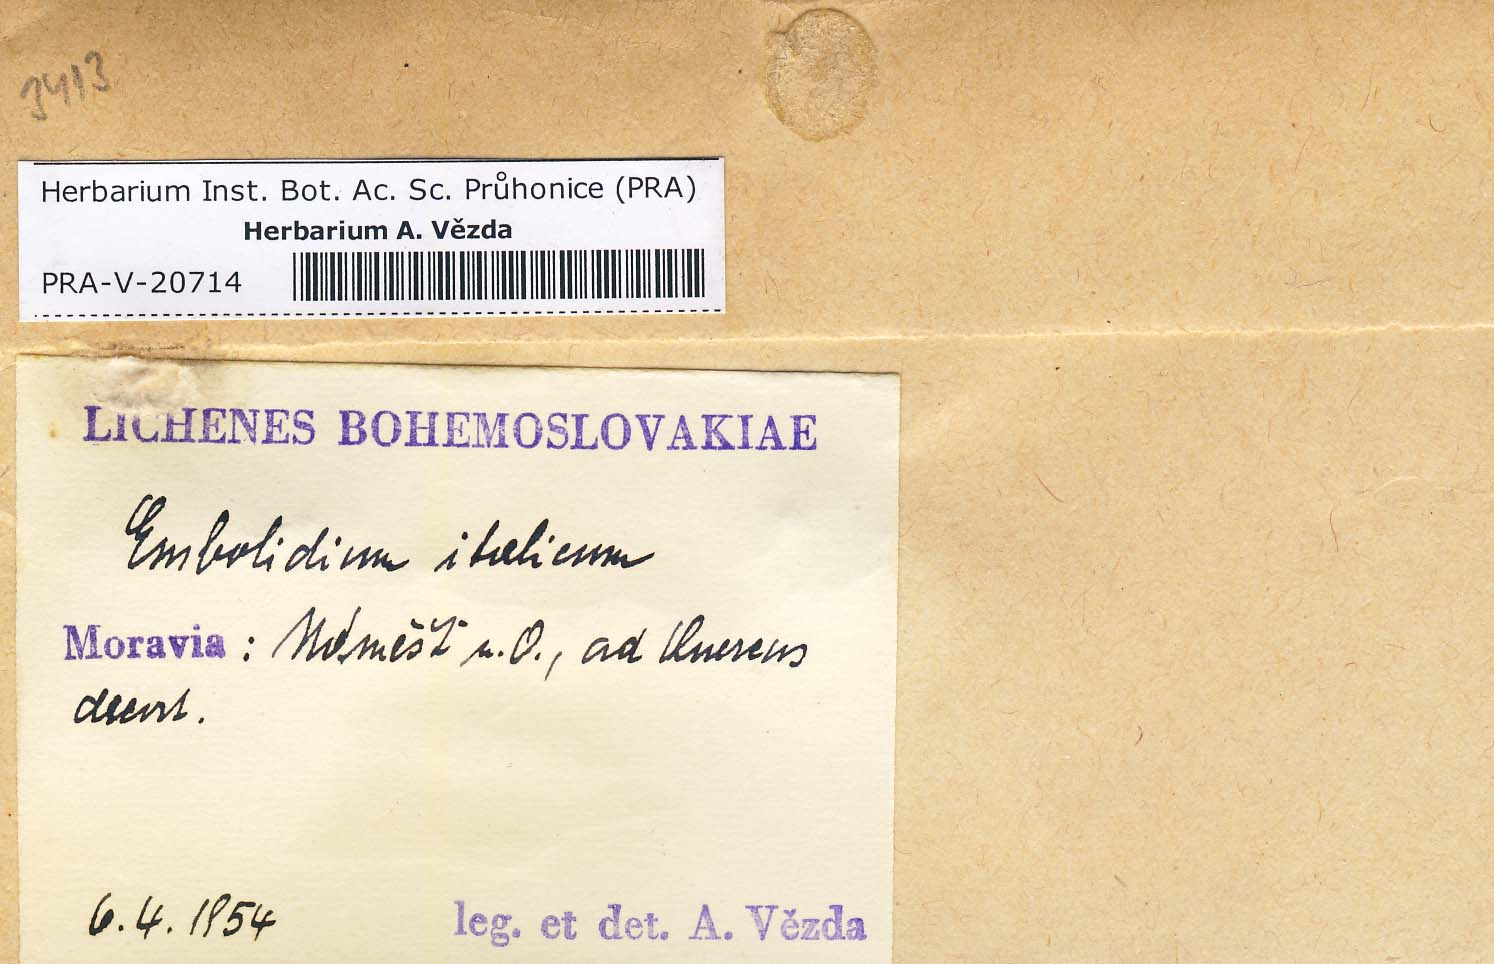 3413
Herbarium Inst. Bot. Ac. Sc. Průhonice (PRA)
Herbarium A. Vězda
PRA-V-20714
LICHENES BOHEMOSLOVAKIAE
Embolidium italicum
Moravia : Náměšť n.O., ad Quercus
decort.
6.4.1954
leg. et det. A. Vězda